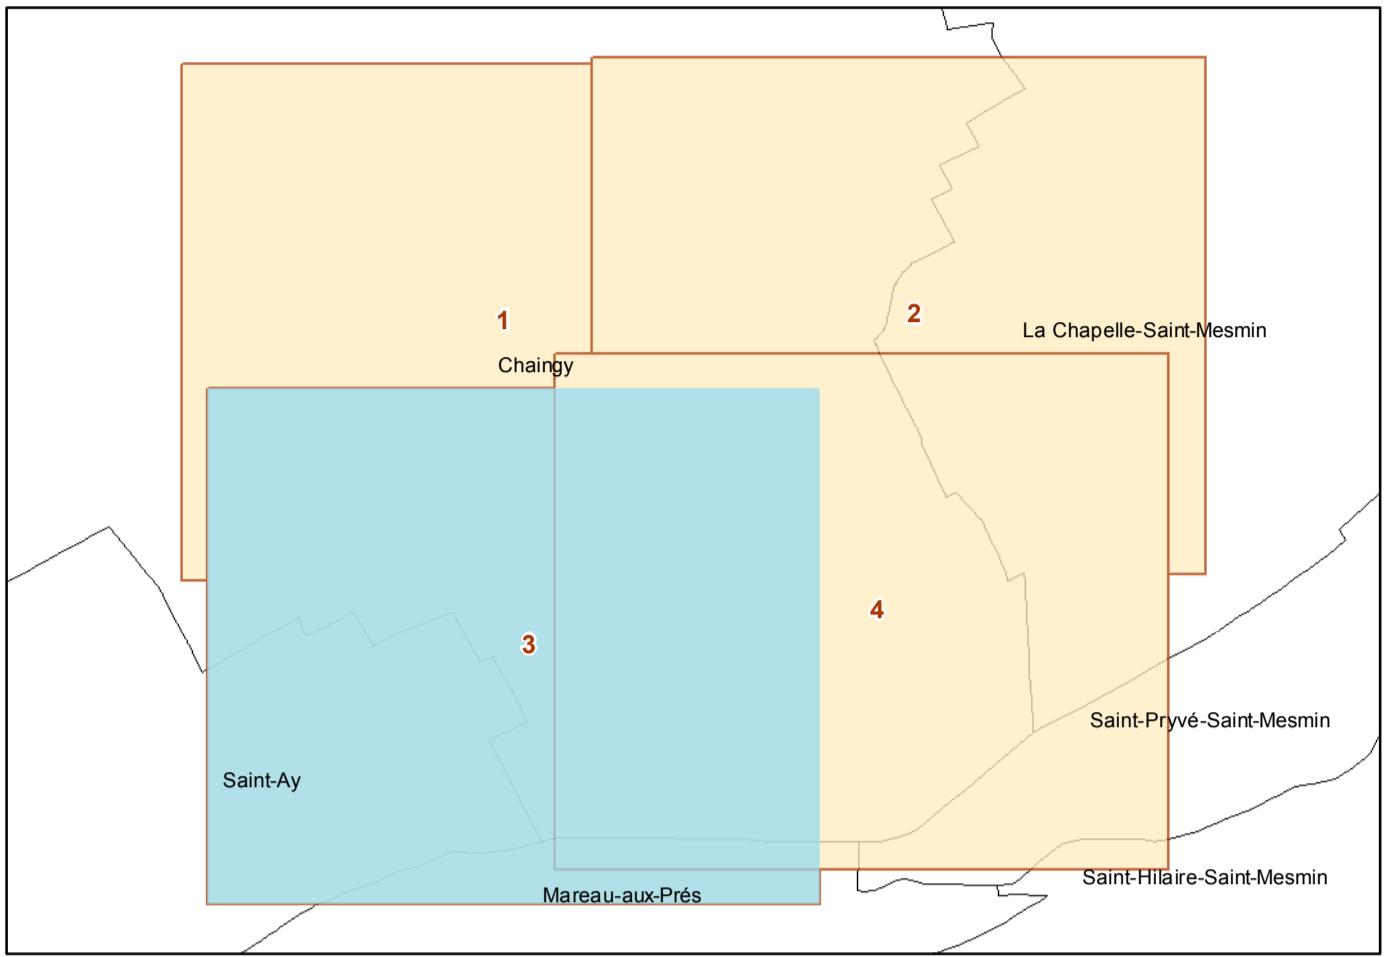 2
1
La Chapelle-Saint-Mesmin
Chaingy
4
3
Saint-Pryvé-Saint-Mesmin
Saint-Ay
Saint-Hilaire-Saint-Mesmin
Mareau-aux-Prés